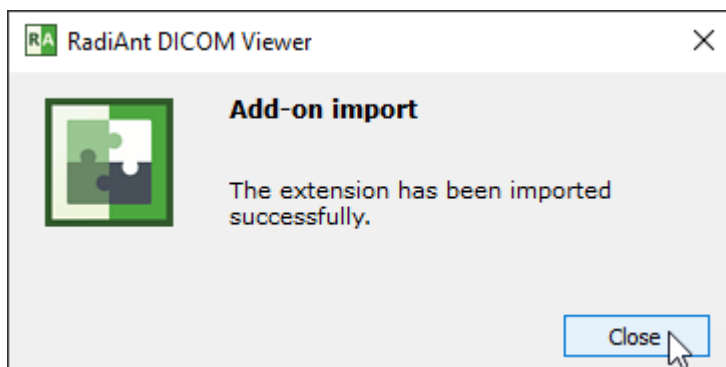 RA RadiAnt DICOM Viewer
Add-on import
The extension has been imported
successfully.
Close